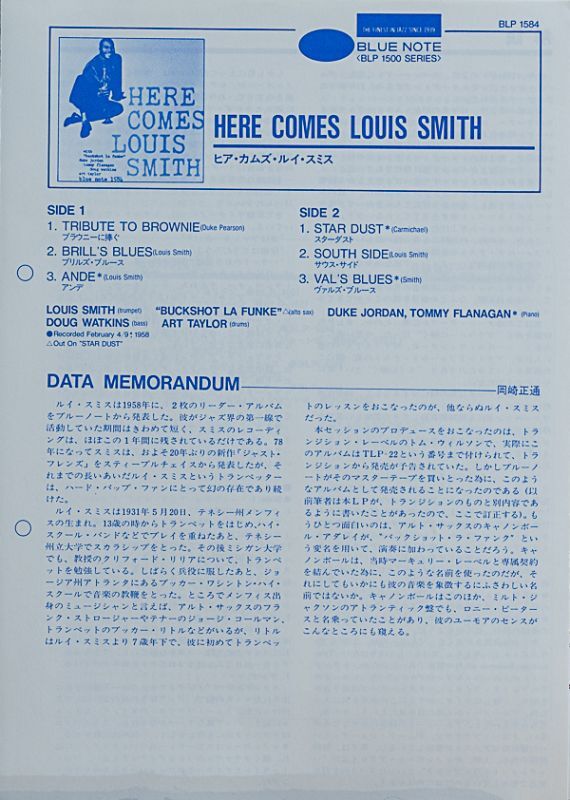 BLP 1584
THE FINEST IN JAZZ SINCE 1939
BLUE NOTE
〈BLP 1500 SERIES〉
HERE
COMES
LOUIS
SMITH
with
"buckshot la funke"
duke jordan
tommy flanagan
doug watkins
art taylor
blue note 1584
HERE COMES LOUIS SMITH
ヒア・カムズ・ルイ・スミス
SIDE 1
1. TRIBUTE TO BROWNIE(Duke Pearson)
ブラウニーに捧ぐ
2. BRILL'S BLUES(Louis Smith)
ブリルズ・ブルース
3. ANDE*(Louis Smith)
アンデ
SIDE 2
1. STAR DUST*(Carmichael)
スターダスト
2. SOUTH SIDE(Louis Smith)
サウス・サイド
3. VAL'S BLUES*(Smith)
ヴァルズ・ブルース
LOUIS SMITH (trumpet) "BUCKSHOT LA FUNKE"△(alto sax) DUKE JORDAN, TOMMY FLANAGAN* (Piano)
DOUG WATKINS (bass) ART TAYLOR (drums)
●Recorded February 4/9* 1958
△Out On "STAR DUST"
DATA MEMORANDUM
岡崎正通
ルイ・スミスは1958年に、2枚のリーダー・アルバム
をブルーノートから発表した。彼がジャズ界の第一線で
活動していた期間はきわめて短く、スミスのレコーディ
ングは、ほぼこの1年間に残されているだけである。78
年になってスミスは、およそ20年ぶりの新作『ジャスト・
フレンズ』をスティープルチェイスから発表したが、そ
れまでの長いあいだルイ・スミスというトランペッター
は、ハード・バップ・ファンにとって幻の存在であり続
けた。
ルイ・スミスは1931年5月20日、テネシー州メンフィ
スの生まれ。13歳の時からトランペットをはじめ、ハイ・
スクール・バンドなどでプレイを重ねたあと、テネシー
州立大学でスカラシップをとった。その後ミシガン大学
でも、教授のクリフォード・リリアについて、トランペ
ットを勉強している。しばらく兵役に服したあと、ジョ
ージア州アトランタにあるブッカー・ワシントン・ハイ・
スクールで音楽の教鞭をとった。ところでメンフィス出
身のミュージシャンと言えば、アルト・サックスのフラ
ンク・ストロージャーやテナーのジョージ・コールマン、
トランペットのブッカー・リトルなどがいるが、リトル
はルイ・スミスより7歳年下で、彼に初めてトランペッ
トのレッスンをおこなったのが、他ならぬルイ・スミス
だった。
本セッションのプロデュースをおこなったのは、トラ
ンジション・レーベルのトム・ウィルソンで、実際にこ
のアルバムはTLP-22という番号まで付けられて、トラ
ンジションから発売が予告されていた。しかしブルーノ
ートがそのマスターテープを買いとった為に、このよう
なアルバムとして発売されることになったのである（以
前筆者は本LPが、トランジションのものと別内容であ
るように書いたことがあったので、ここで訂正する）。も
うひとつ面白いのは、アルト・サックスのキャノンボー
ル・アダレイが、"バックショット・ラ・ファンク"とい
う変名を用いて、演奏に加わっていることだろう。キャ
ノンボールは、当時マーキュリー・レーベルと専属契約
を結んでいた為に、このような名前を使ったのだが、そ
れにしてもいかにも彼の音楽を象徴するにふさわしい名
前ではないか。キャノンボールはこのほか、ミルト・ジ
ャクソンのアトランティック盤でも、ロニー・ピーター
スと名乗っていたことがあり、彼のユーモアのセンスが
こんなところにも窺える。